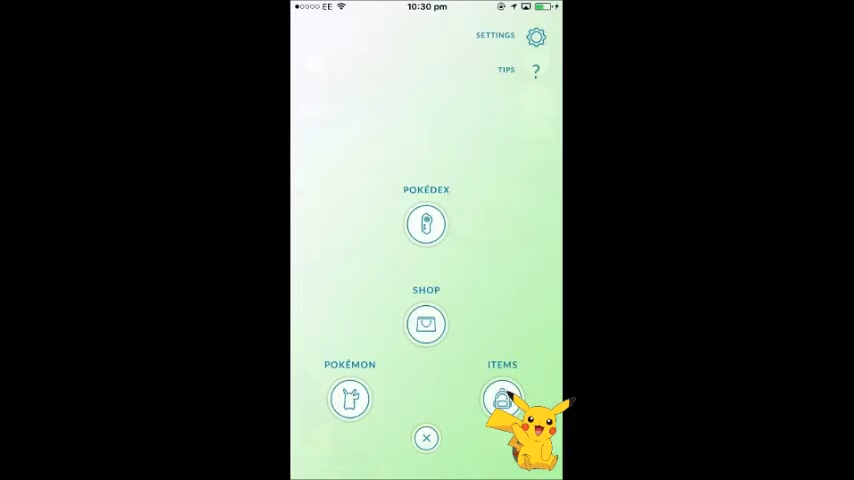 EE 10:30 pm
SETTINGS
TIPS ?
POKÉDEX
SHOP
POKÉMON ITEMS